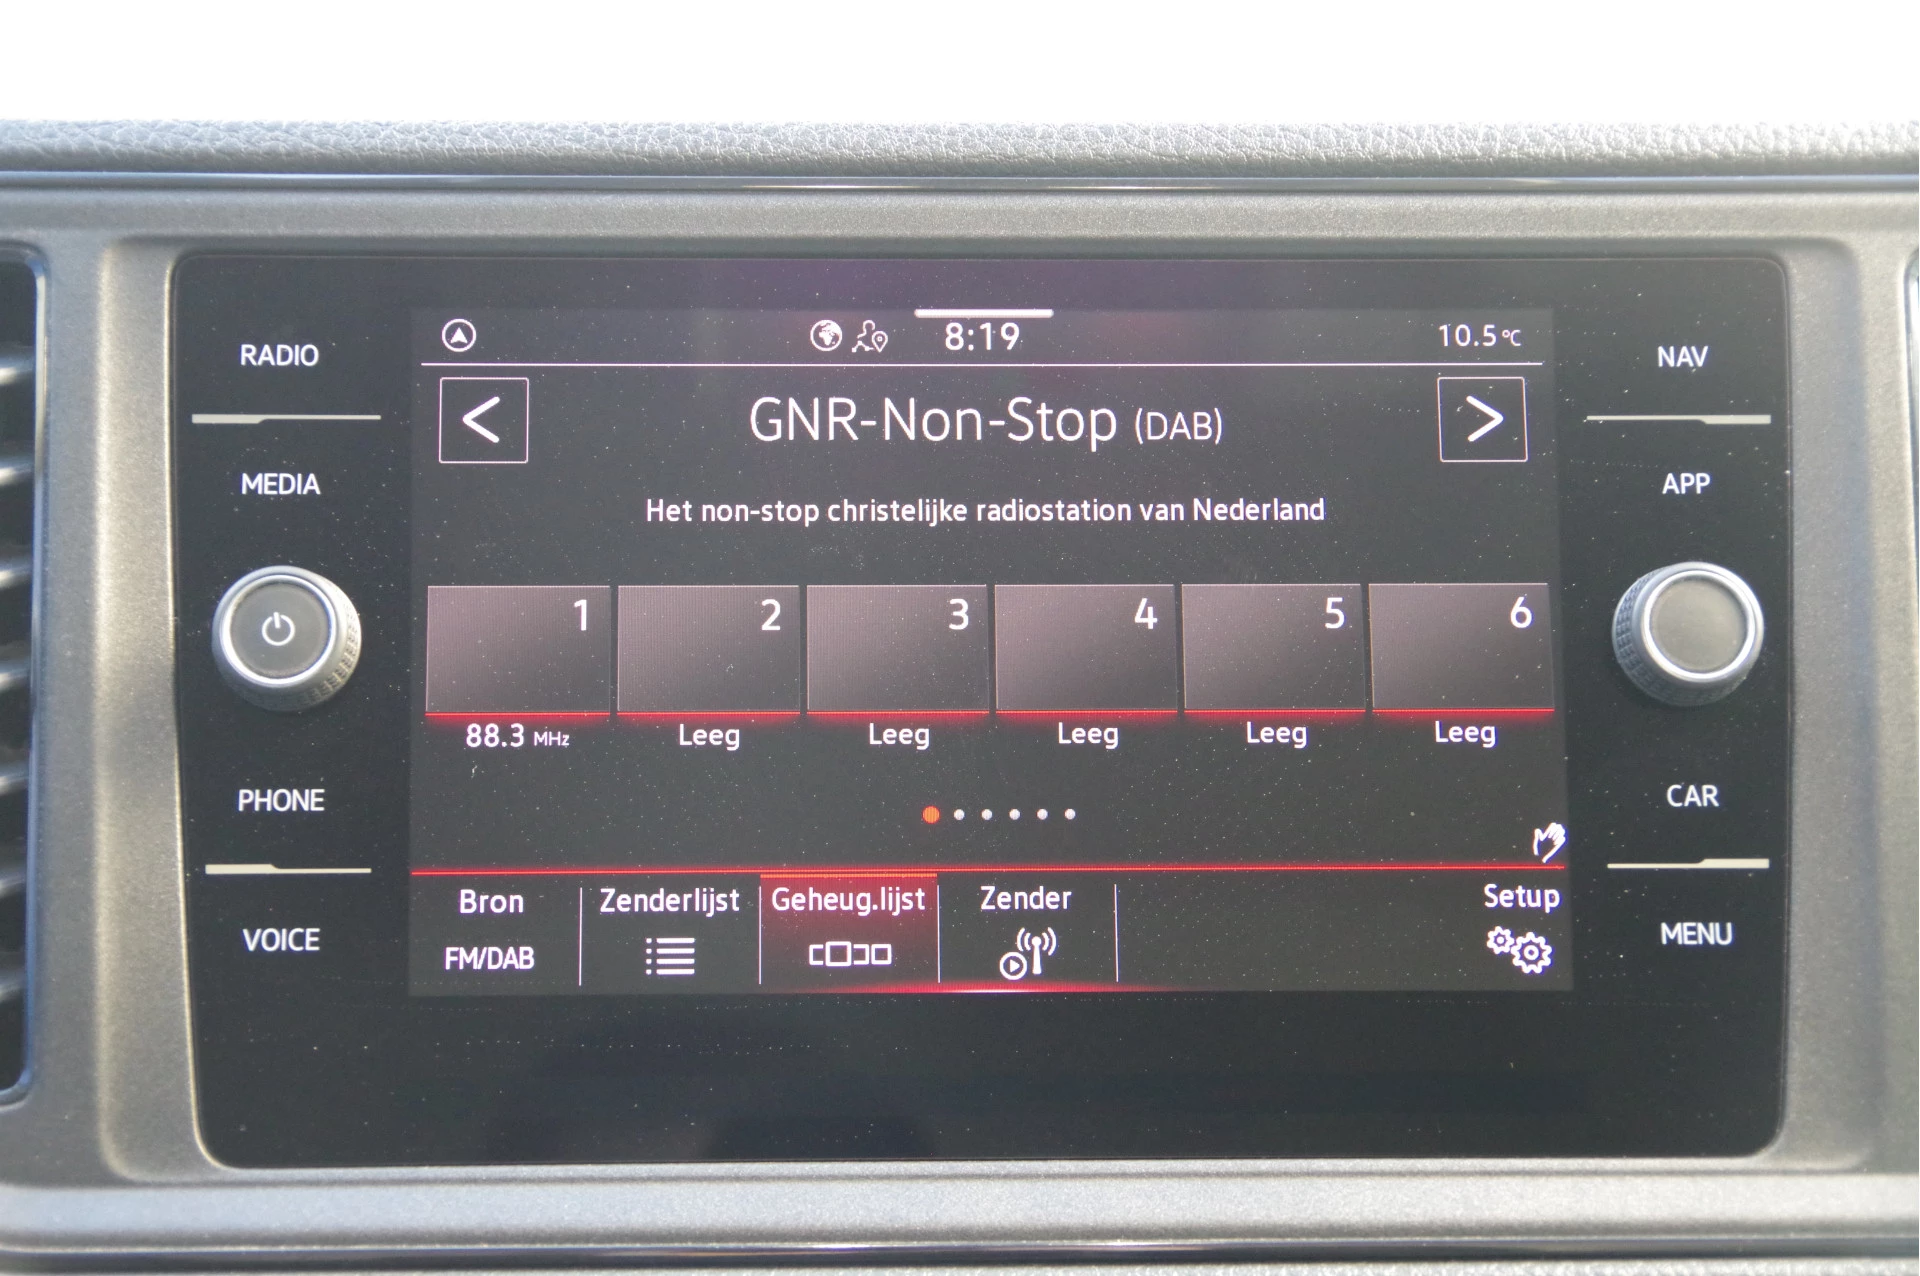 8:19
10.5°C
RADIO
MEDIA
PHONE
VOICE
< GNR-Non-Stop (DAB) >
Het non-stop christelijke radiostation van Nederland
1 2 3 4 5 6
88.3 MHz Leeg Leeg Leeg Leeg Leeg
Bron Zenderlijst Geheug.lijst Zender Setup
FM/DAB
NAV
APP
CAR
MENU